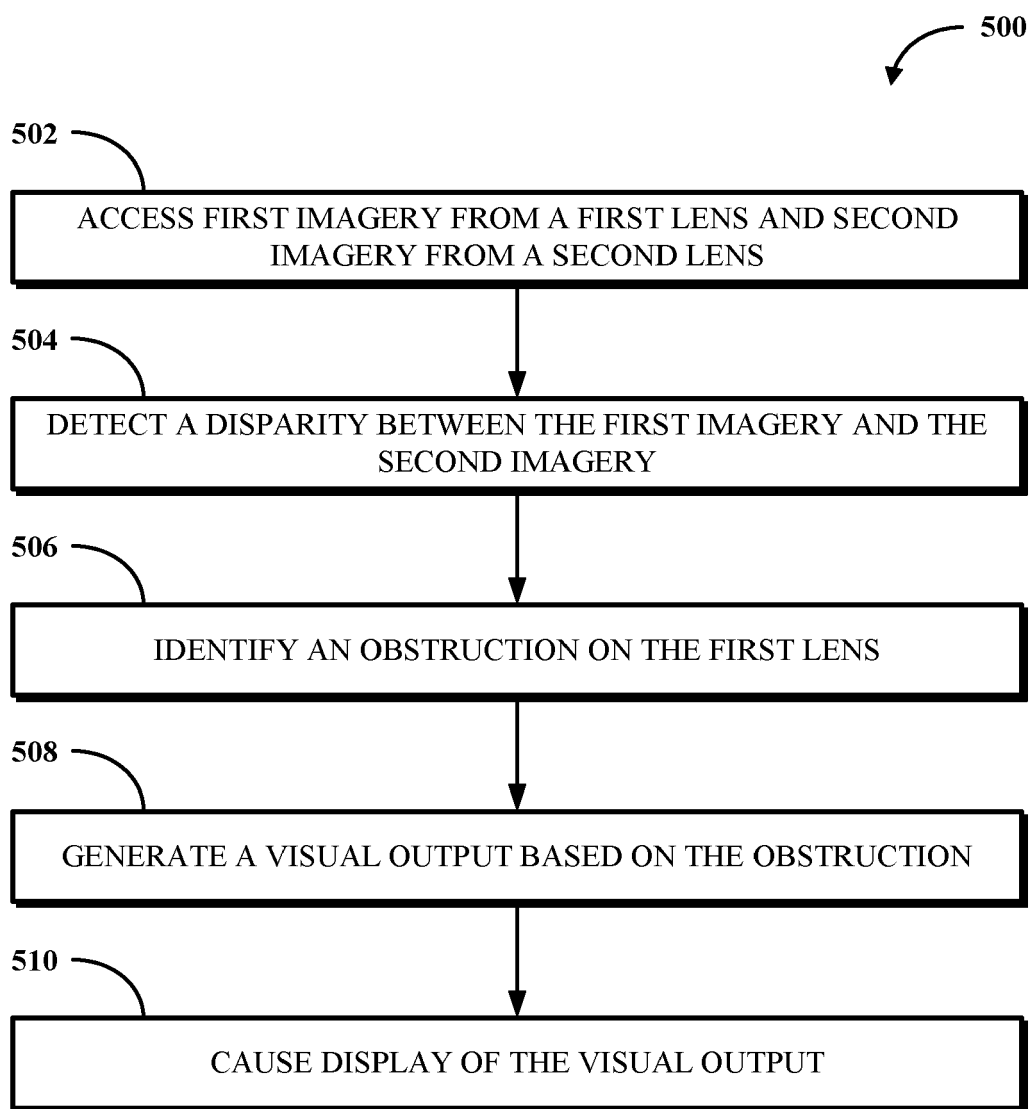 500
502
ACCESS FIRST IMAGERY FROM A FIRST LENS AND SECOND
IMAGERY FROM A SECOND LENS
504
DETECT A DISPARITY BETWEEN THE FIRST IMAGERY AND THE
SECOND IMAGERY
506
IDENTIFY AN OBSTRUCTION ON THE FIRST LENS
508
GENERATE A VISUAL OUTPUT BASED ON THE OBSTRUCTION
510
CAUSE DISPLAY OF THE VISUAL OUTPUT